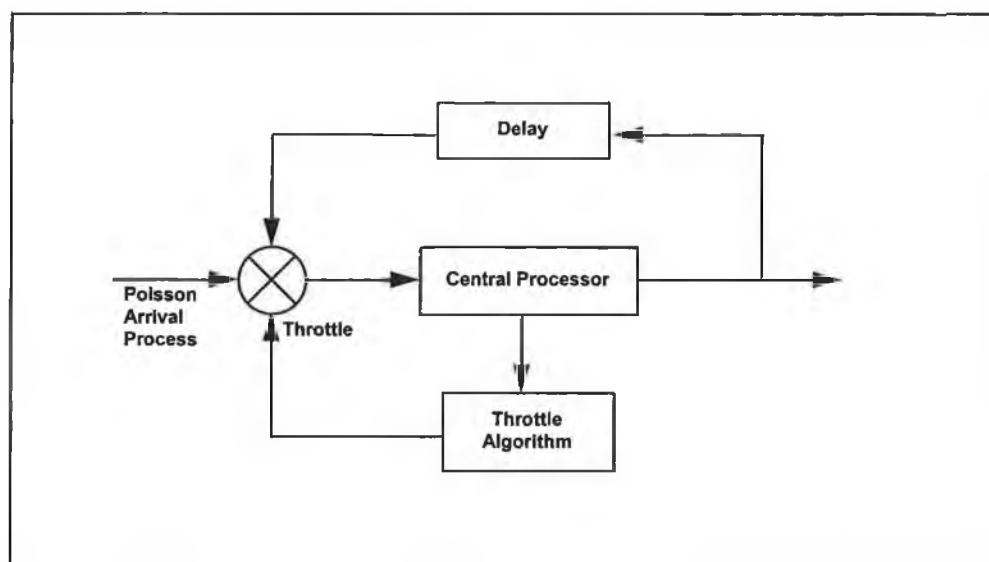 Delay
Central Processor
Poisson
Arrival
Process
Throttle
Throttle
Algorithm